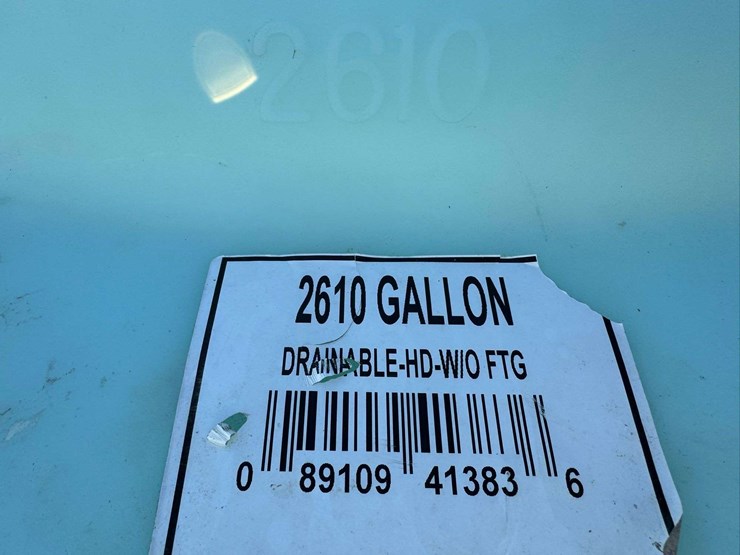 2610
2610 GALLON
DRAINABLE-HD-W/O FTG
0 89109 41383 6